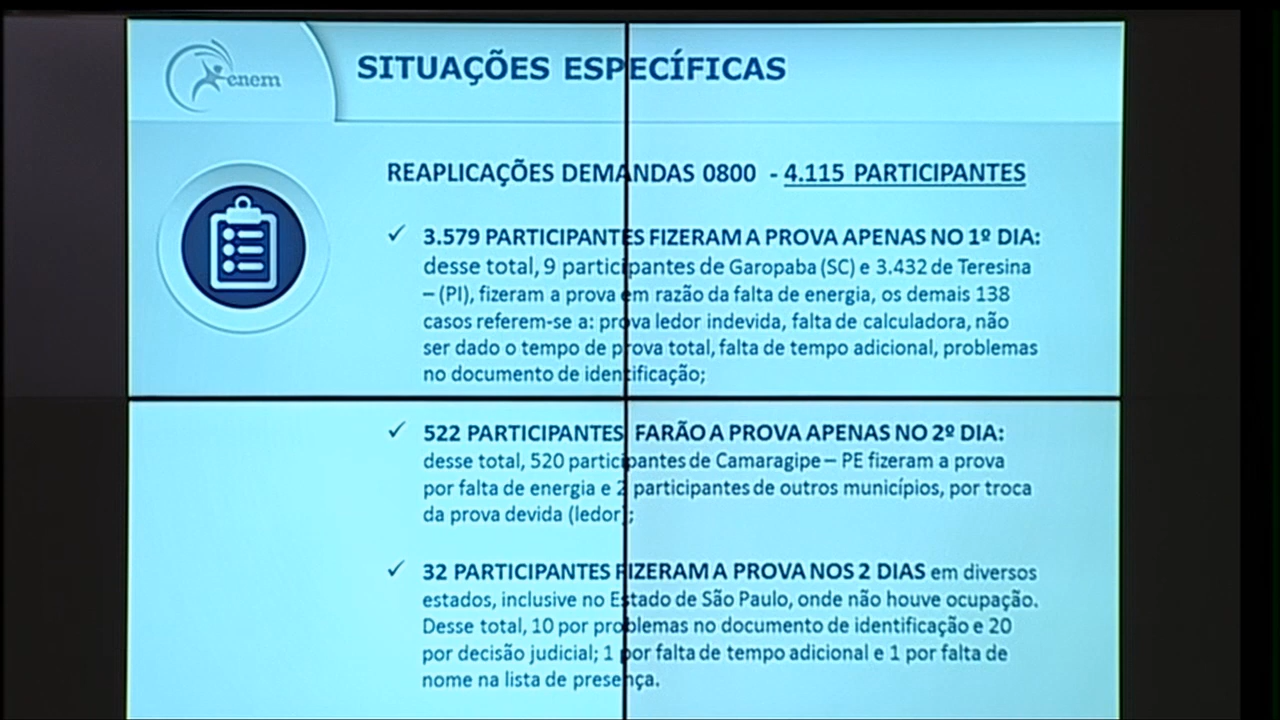 enem
SITUAÇÕES ESPECÍFICAS
REAPLICAÇÕES DEMANDAS 0800 - 4.115 PARTICIPANTES
✓ 3.579 PARTICIPANTES FIZERAM A PROVA APENAS NO 1º DIA:
desse total, 9 participantes de Garopaba (SC) e 3.432 de Teresina
– (PI), fizeram a prova em razão da falta de energia, os demais 138
casos referem-se a: prova ledor indevida, falta de calculadora, não
ser dado o tempo de prova total, falta de tempo adicional, problemas
no documento de identificação;
✓ 522 PARTICIPANTES FARÃO A PROVA APENAS NO 2º DIA:
desse total, 520 participantes de Camaragipe – PE fizeram a prova
por falta de energia e 2 participantes de outros municípios, por troca
da prova devida (ledor);
✓ 32 PARTICIPANTES FIZERAM A PROVA NOS 2 DIAS em diversos
estados, inclusive no Estado de São Paulo, onde não houve ocupação.
Desse total, 10 por problemas no documento de identificação e 20
por decisão judicial; 1 por falta de tempo adicional e 1 por falta de
nome na lista de presença.